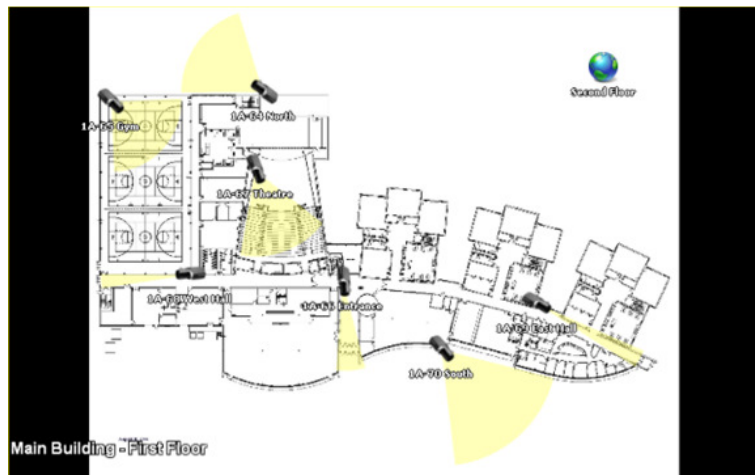 Second Floor
1A-64 North
1A-65 Gym
1A-67 Theatre
1A-68 West Hall
1A-66 Entrance
1A-69 East Hall
1A-70 South
Main Building - First Floor